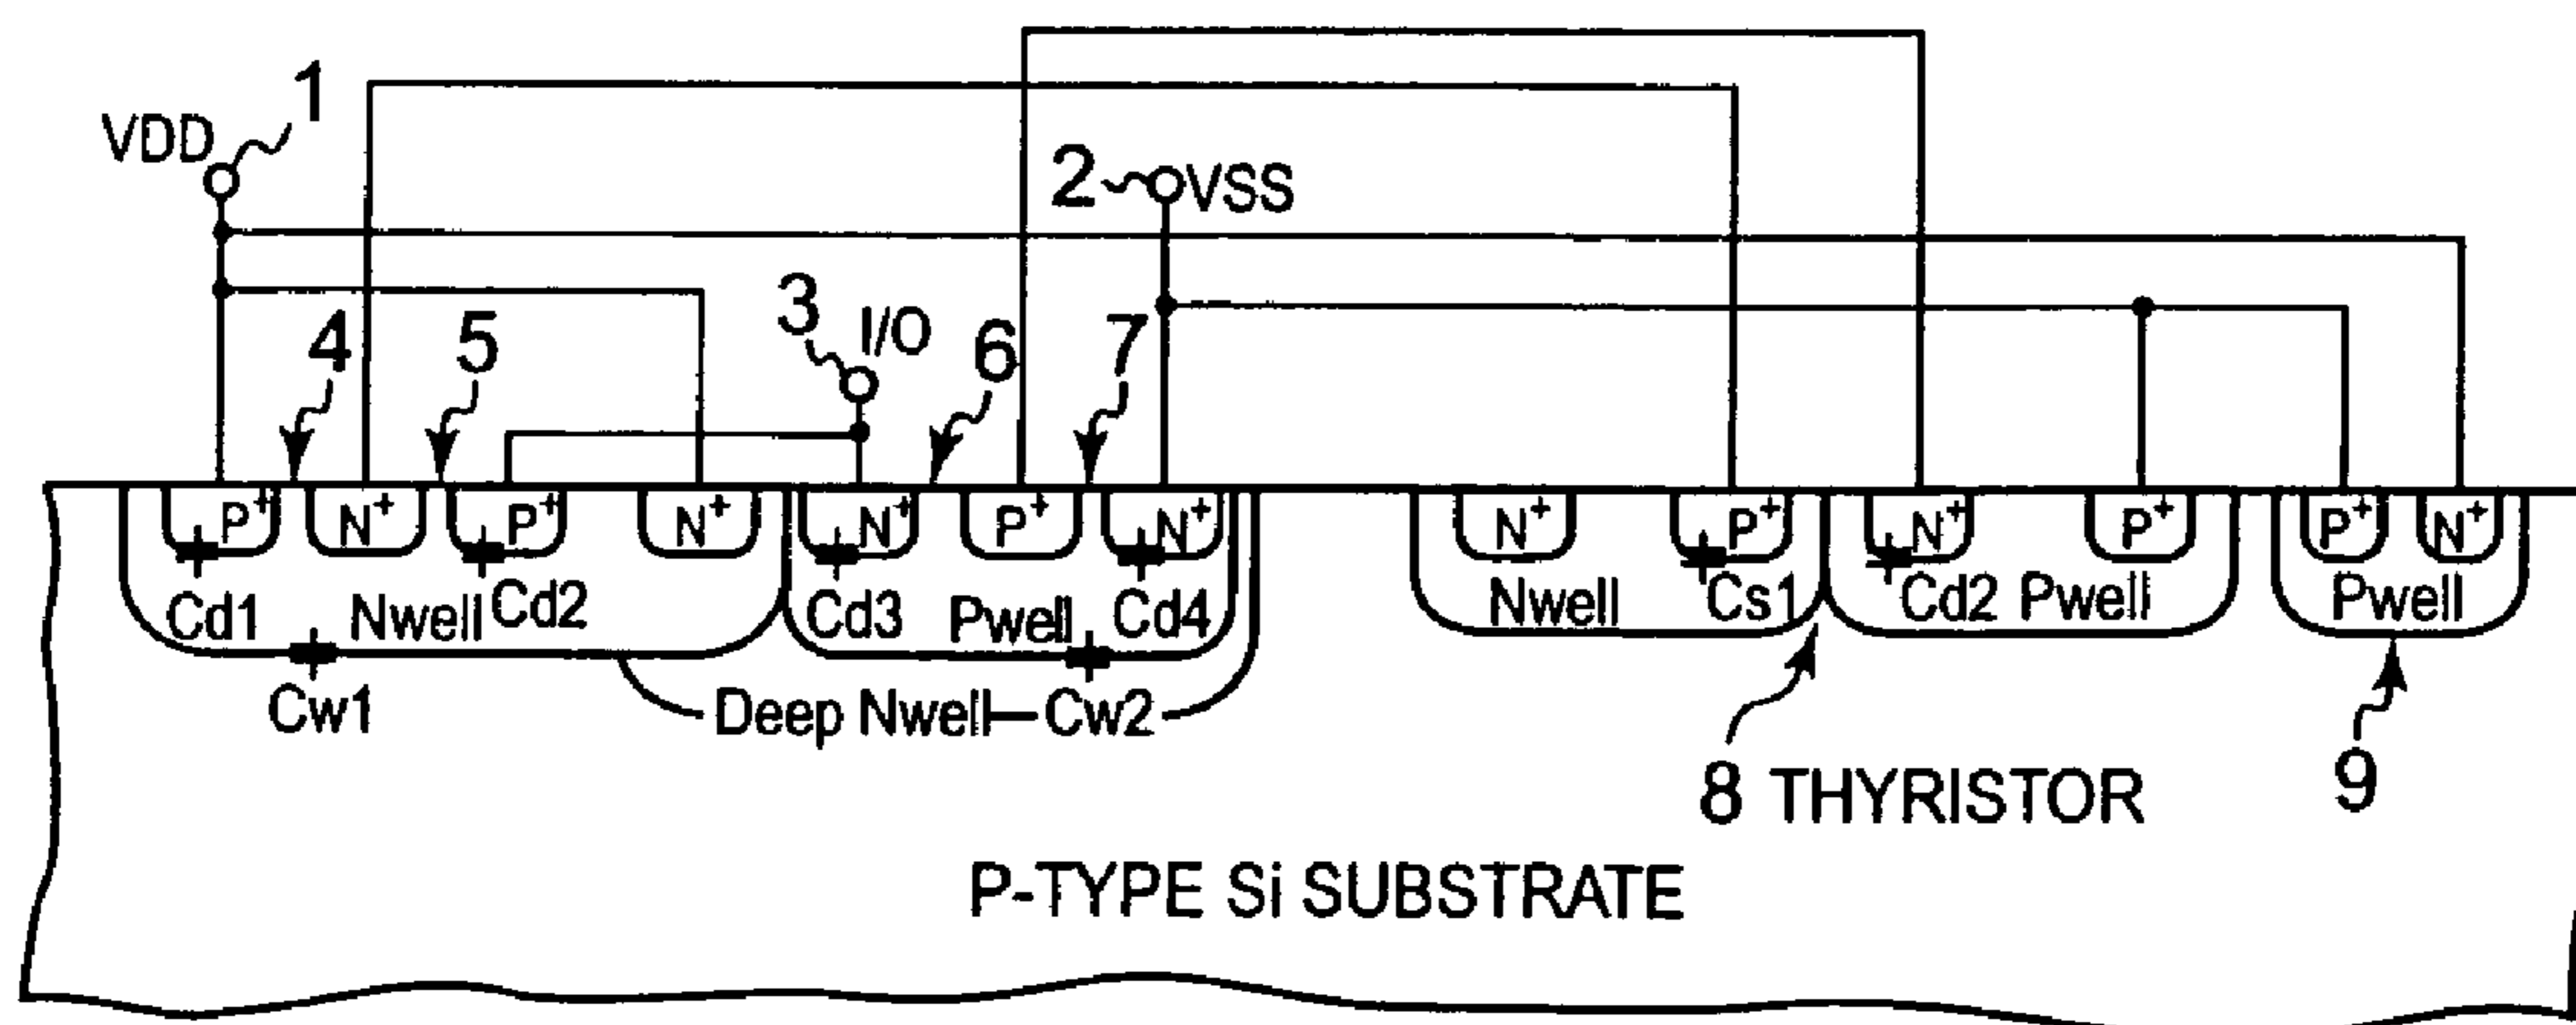 1
VDD
2 VSS
3 I/O
4 5 6 7
P+ N+ P+ N+ N+ P+ N+ N+ P+ N+ P+ P+ N+
Cd1 Nwell Cd2 Cd3 Pwell Cd4 Nwell Cs1 Cd2 Pwell Pwell
Cw1 Deep Nwell Cw2
8 THYRISTOR 9
P-TYPE Si SUBSTRATE